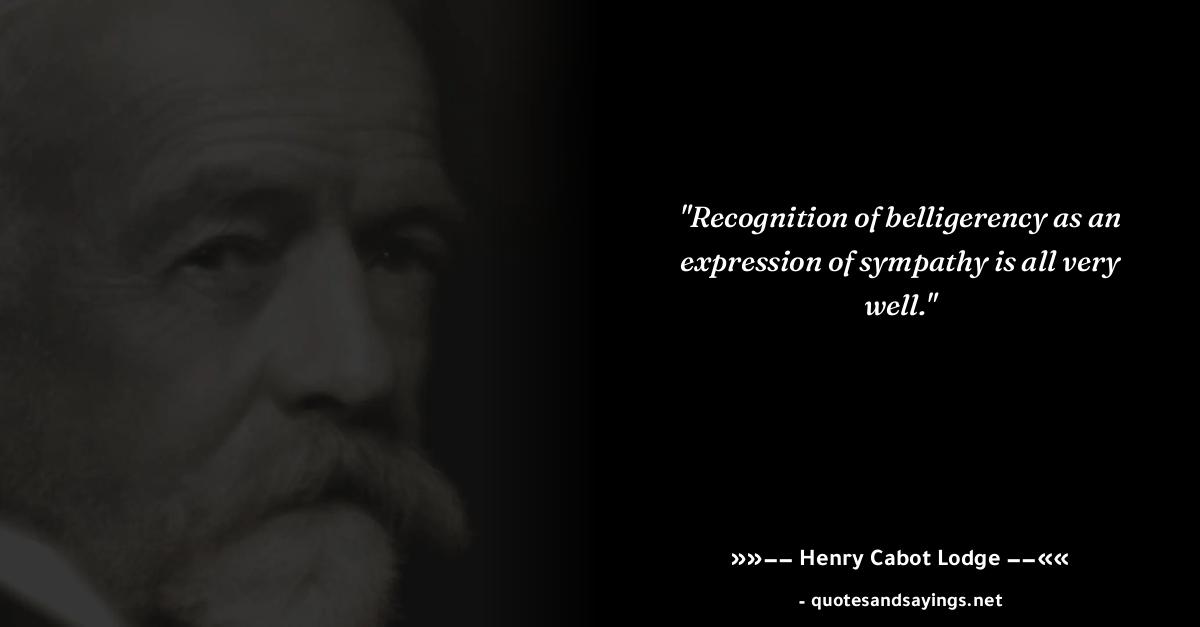 "Recognition of belligerency as an
expression of sympathy is all very
well."
»»−− Henry Cabot Lodge −−««
- quotesandsayings.net